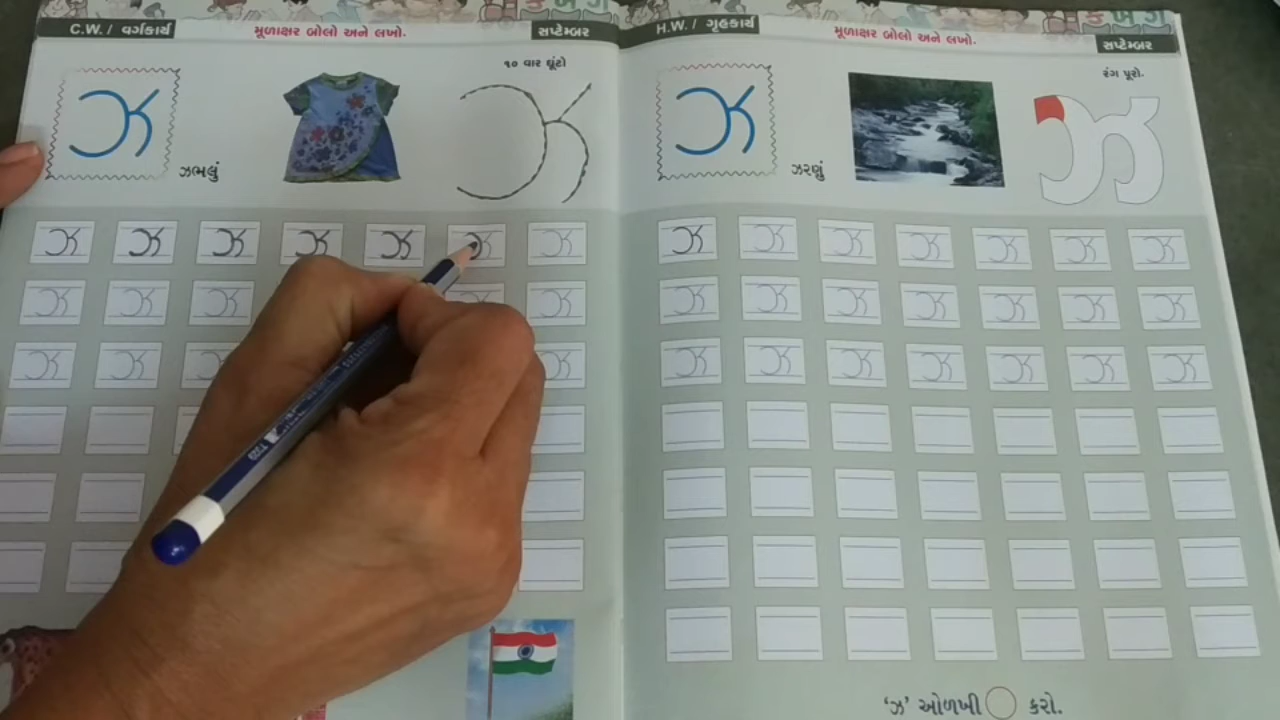 ક ખ ગ
C.W. / વર્ગકાર્ય
મૂળાક્ષર બોલો અને લખો.
સપ્ટેમ્બર
૧૦ વાર ઘૂંટો
ઝ
ઝભલું
ઝ
ઝ ઝ ઝ ઝ ઝ ઝ ઝ
ઝ ઝ ઝ ઝ ઝ
ઝ ઝ ઝ ઝ
ક ખ ગ
H.W. / ગૃહકાર્ય
મૂળાક્ષર બોલો અને લખો.
સપ્ટેમ્બર
રંગ પૂરો.
ઝ
ઝરણું
ઝ
ઝ ઝ ઝ ઝ ઝ ઝ ઝ
ઝ ઝ ઝ ઝ ઝ ઝ ઝ
ઝ ઝ ઝ ઝ ઝ ઝ ઝ
'ઝ' ઓળખી ◯ કરો.